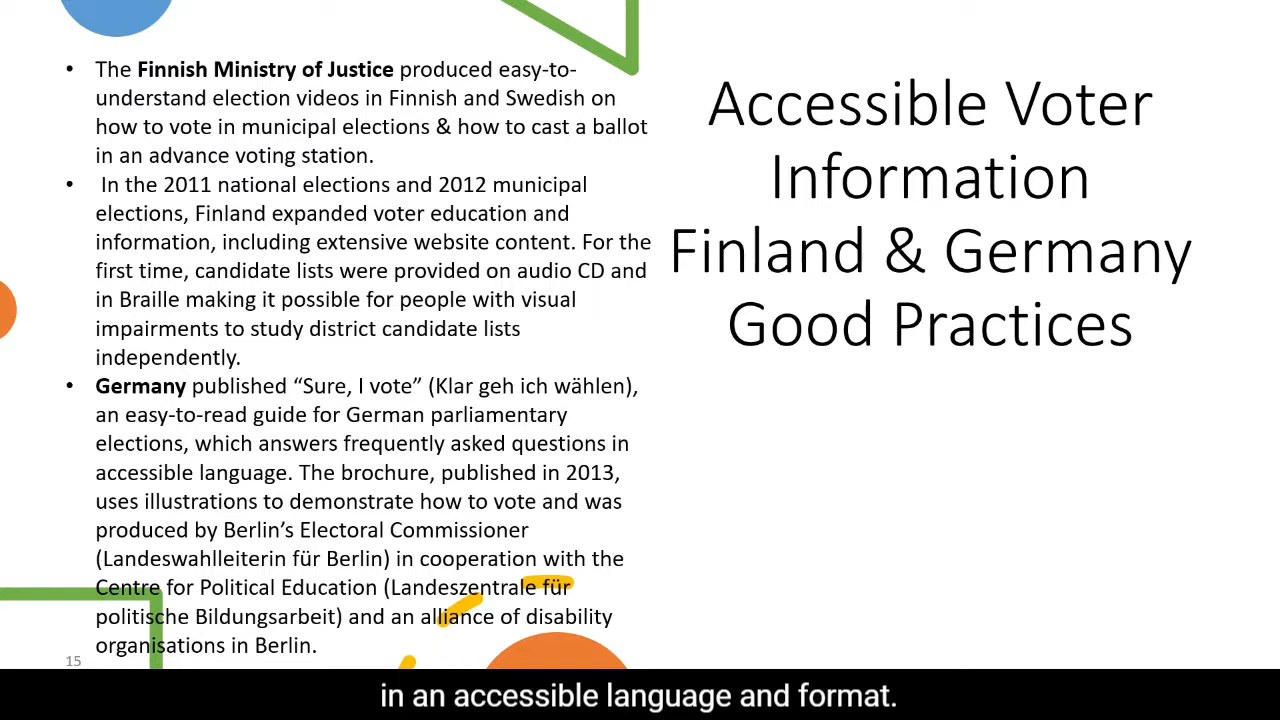 • The Finnish Ministry of Justice produced easy-to-
understand election videos in Finnish and Swedish on
how to vote in municipal elections & how to cast a ballot
in an advance voting station.
• In the 2011 national elections and 2012 municipal
elections, Finland expanded voter education and
information, including extensive website content. For the
first time, candidate lists were provided on audio CD and
in Braille making it possible for people with visual
impairments to study district candidate lists
independently.
• Germany published “Sure, I vote” (Klar geh ich wählen),
an easy-to-read guide for German parliamentary
elections, which answers frequently asked questions in
accessible language. The brochure, published in 2013,
uses illustrations to demonstrate how to vote and was
produced by Berlin’s Electoral Commissioner
(Landeswahlleiterin für Berlin) in cooperation with the
Centre for Political Education (Landeszentrale für
politische Bildungsarbeit) and an alliance of disability
organisations in Berlin.
15
Accessible Voter
Information
Finland & Germany
Good Practices
in an accessible language and format.